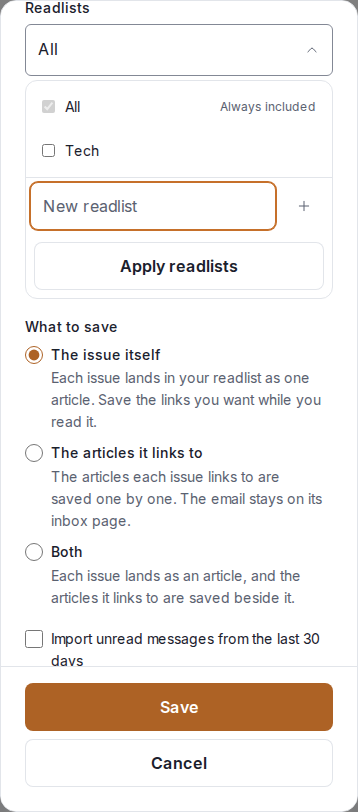 Readlists
All
All
Always included
Tech
New readlist
Apply readlists
What to save
The issue itself
Each issue lands in your readlist as one
article. Save the links you want while you
read it.
The articles it links to
The articles each issue links to are
saved one by one. The email stays on its
inbox page.
Both
Each issue lands as an article, and the
articles it links to are saved beside it.
Import unread messages from the last 30
days
Save
Cancel